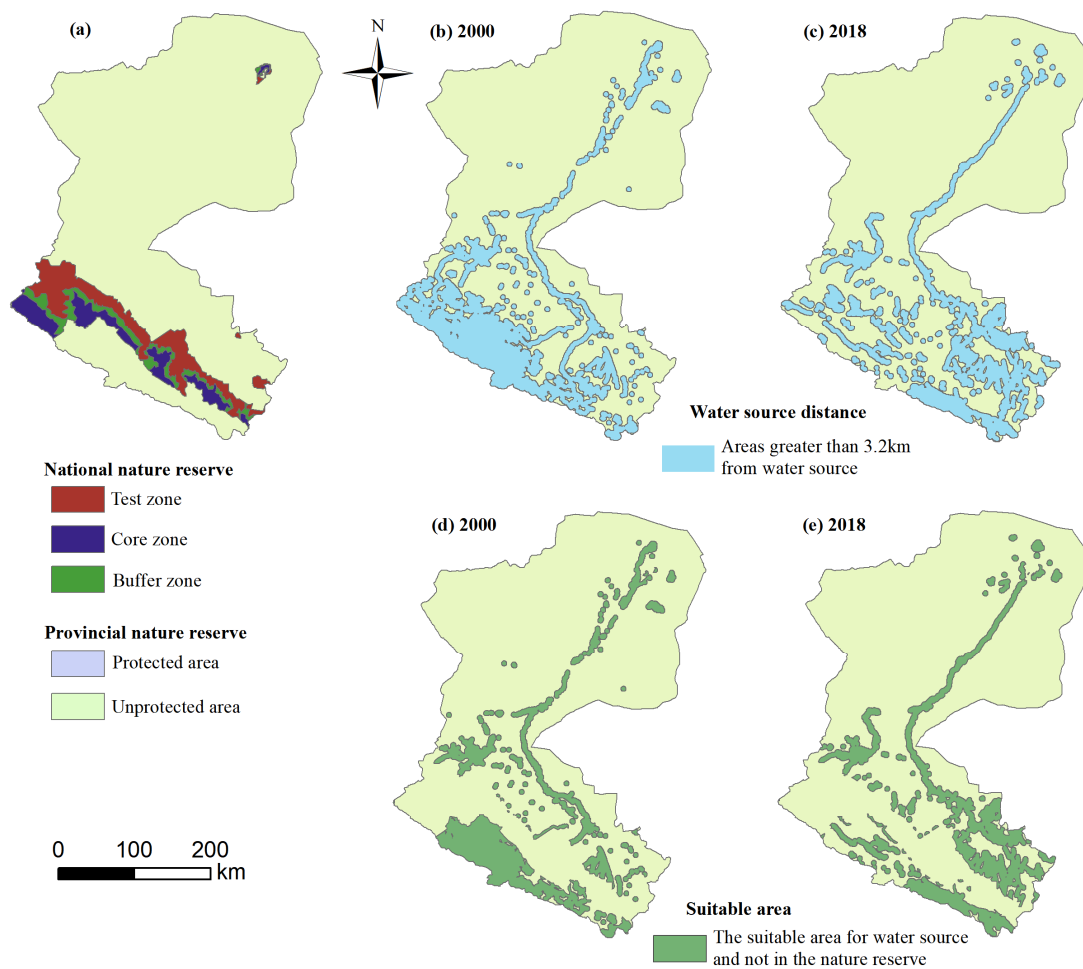 (a)
N
(b) 2000
(c) 2018
Water source distance
Areas greater than 3.2km
from water source
National nature reserve
Test zone
Core zone
Buffer zone
Provincial nature reserve
Protected area
Unprotected area
(d) 2000
(e) 2018
0 100 200
km
Suitable area
The suitable area for water source
and not in the nature reserve